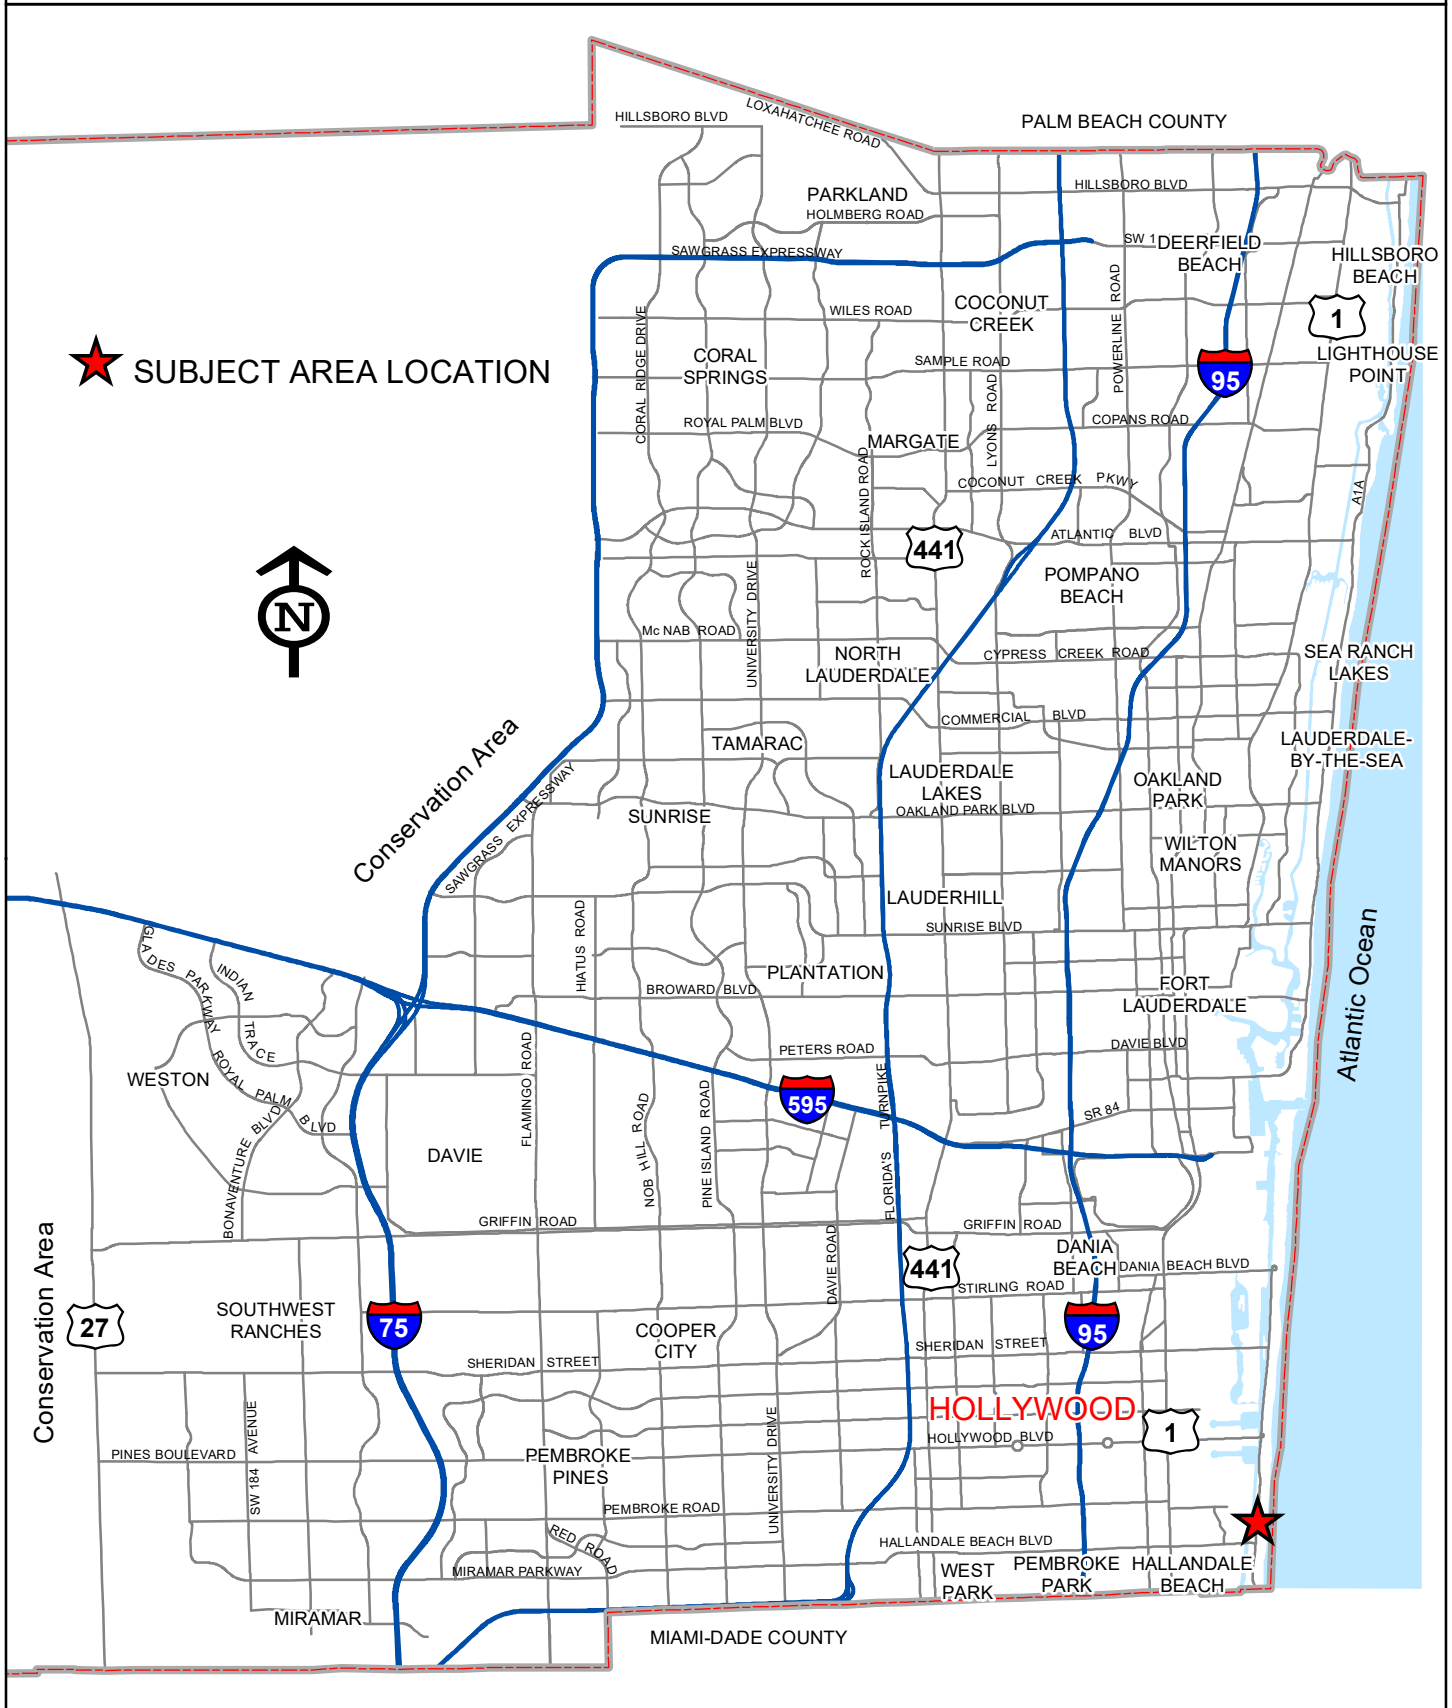 HILLSBORO BLVD
LOXAHATCHEE ROAD
PALM BEACH COUNTY
PARKLAND
HOLMBERG ROAD
HILLSBORO BLVD
SAWGRASS EXPRESSWAY
SW 1
DEERFIELD
BEACH
HILLSBORO
BEACH
CORAL RIDGE DRIVE
WILES ROAD
COCONUT
CREEK
POWERLINE ROAD
1
LIGHTHOUSE
POINT
SUBJECT AREA LOCATION
CORAL
SPRINGS
SAMPLE ROAD
95
LYONS ROAD
ROYAL PALM BLVD
MARGATE
COPANS ROAD
ROCK ISLAND ROAD
COCONUT CREEK PKWY
A1A
441
ATLANTIC BLVD
N
UNIVERSITY DRIVE
POMPANO
BEACH
Mc NAB ROAD
NORTH
LAUDERDALE
CYPRESS CREEK ROAD
SEA RANCH
LAKES
COMMERCIAL BLVD
Conservation Area
TAMARAC
LAUDERDALE-
BY-THE-SEA
SAWGRASS EXPRESSWAY
LAUDERDALE
LAKES
OAKLAND PARK BLVD
OAKLAND
PARK
SUNRISE
WILTON
MANORS
LAUDERHILL
SUNRISE BLVD
HIATUS ROAD
GLADES PARKWAY
INDIAN
TRACE
PLANTATION
BROWARD BLVD
FORT
LAUDERDALE
Atlantic Ocean
FLAMINGO ROAD
PETERS ROAD
DAVIE BLVD
WESTON
ROYAL PALM BLVD
BONAVENTURE BLVD
595
FLORIDA'S TURNPIKE
SR 84
DAVIE
NOB HILL ROAD
PINE ISLAND ROAD
GRIFFIN ROAD
GRIFFIN ROAD
DAVIE ROAD
441
DANIA
BEACH
DANIA BEACH BLVD
STIRLING ROAD
Conservation Area
27
SOUTHWEST
RANCHES
75
COOPER
CITY
95
SHERIDAN STREET
SHERIDAN STREET
HOLLYWOOD
1
HOLLYWOOD BLVD
PINES BOULEVARD
SW 184 AVENUE
PEMBROKE
PINES
UNIVERSITY DRIVE
PEMBROKE ROAD
RED ROAD
HALLANDALE BEACH BLVD
MIRAMAR PARKWAY
WEST
PARK
PEMBROKE
PARK
HALLANDALE
BEACH
MIRAMAR
MIAMI-DADE COUNTY